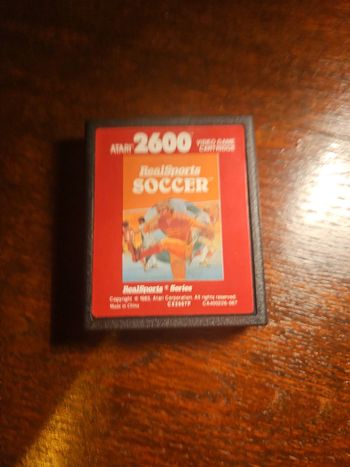 ATARI 2600 VIDEO GAME CARTRIDGE
RealSports
SOCCER
RealSports® Series
Copyright © 1983, Atari Corporation. All rights reserved.
Made in China